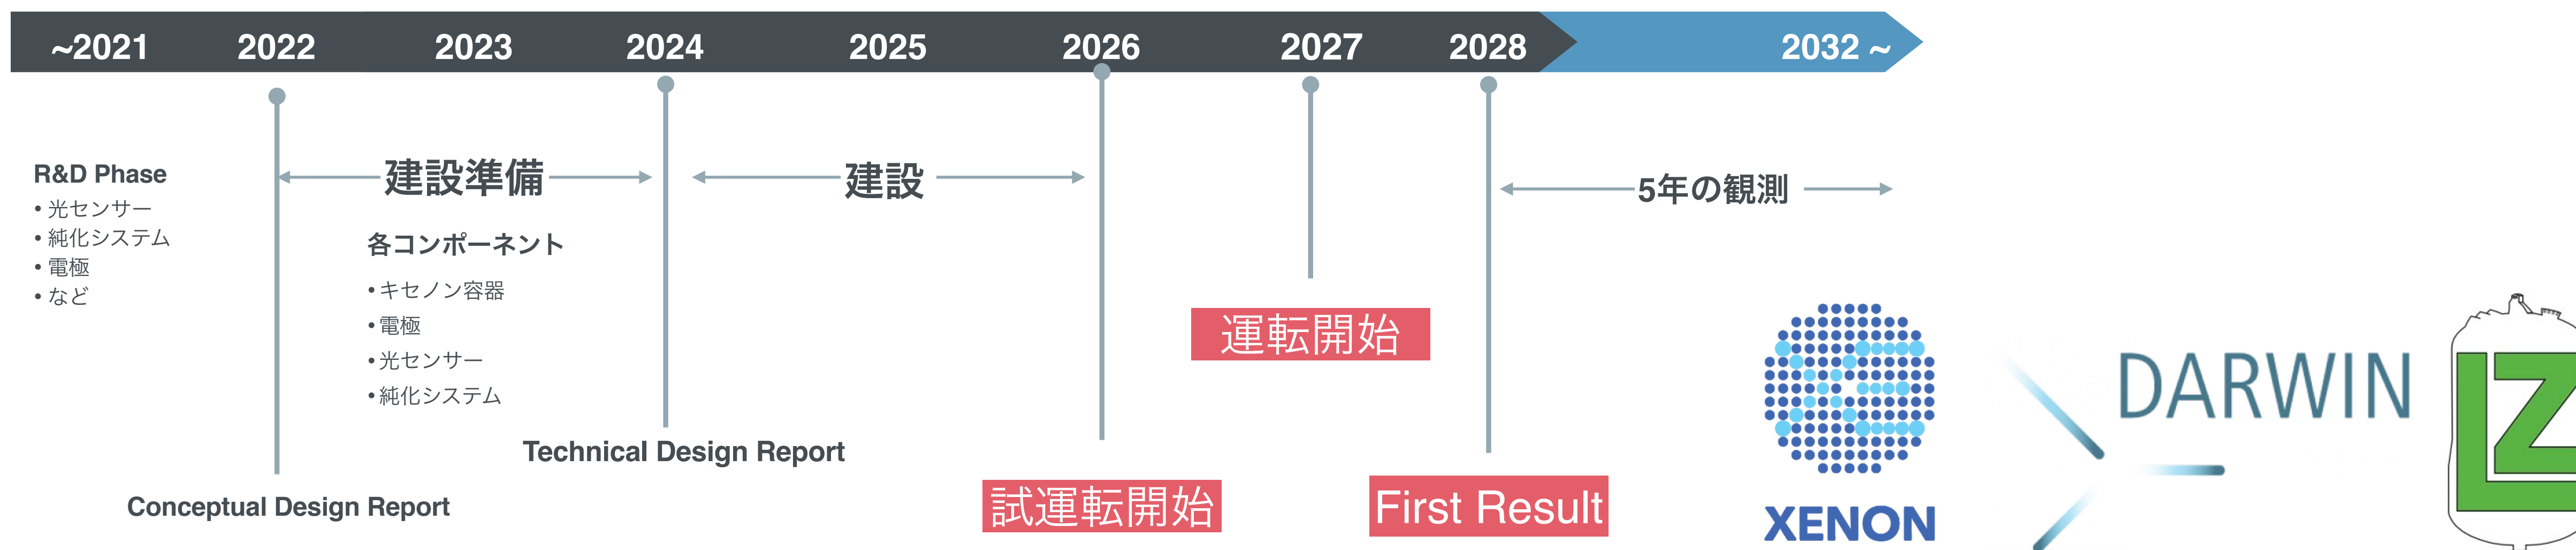 ~2021 2022 2023 2024 2025 2026 2027 2028 2032 ~
R&D Phase
• 光センサー
• 純化システム
• 電極
• など
建設準備
各コンポーネント
• キセノン容器
• 電極
• 光センサー
• 純化システム
建設
5年の観測
Conceptual Design Report
Technical Design Report
試運転開始
運転開始
First Result
XENON
DARWIN
LZ